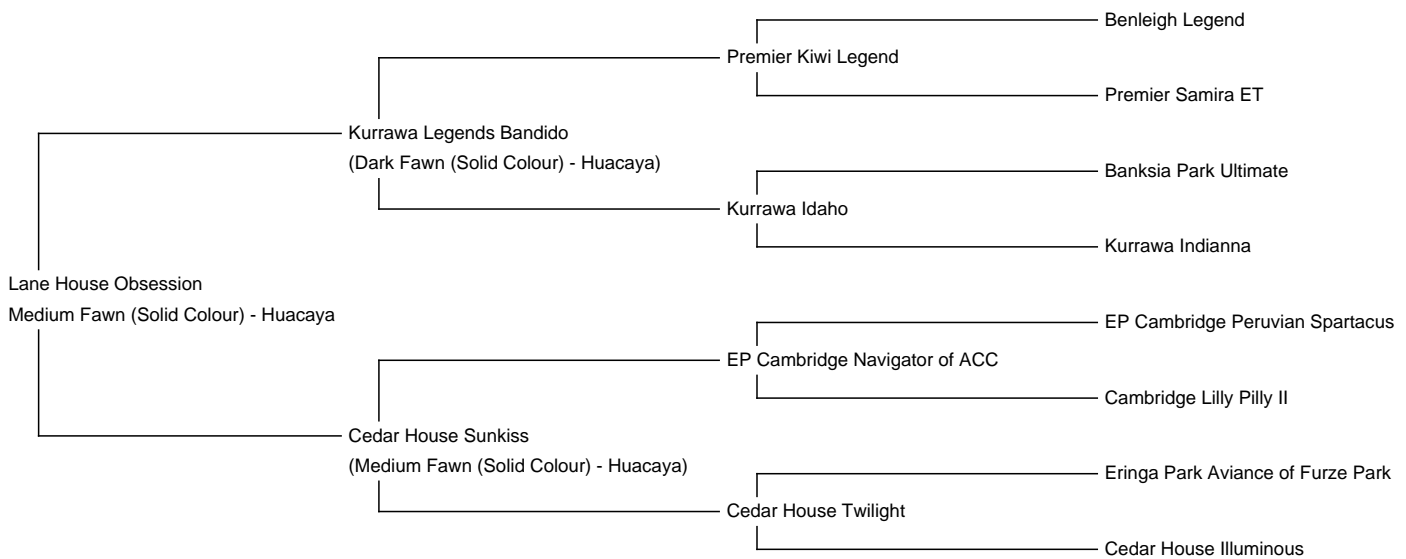 Benleigh Legend
Premier Kiwi Legend
Premier Samira ET
Kurrawa Legends Bandido
(Dark Fawn (Solid Colour) - Huacaya)
Banksia Park Ultimate
Kurrawa Idaho
Kurrawa Indianna
Lane House Obsession
Medium Fawn (Solid Colour) - Huacaya
EP Cambridge Peruvian Spartacus
EP Cambridge Navigator of ACC
Cambridge Lilly Pilly II
Cedar House Sunkiss
(Medium Fawn (Solid Colour) - Huacaya)
Eringa Park Aviance of Furze Park
Cedar House Twilight
Cedar House Illuminous